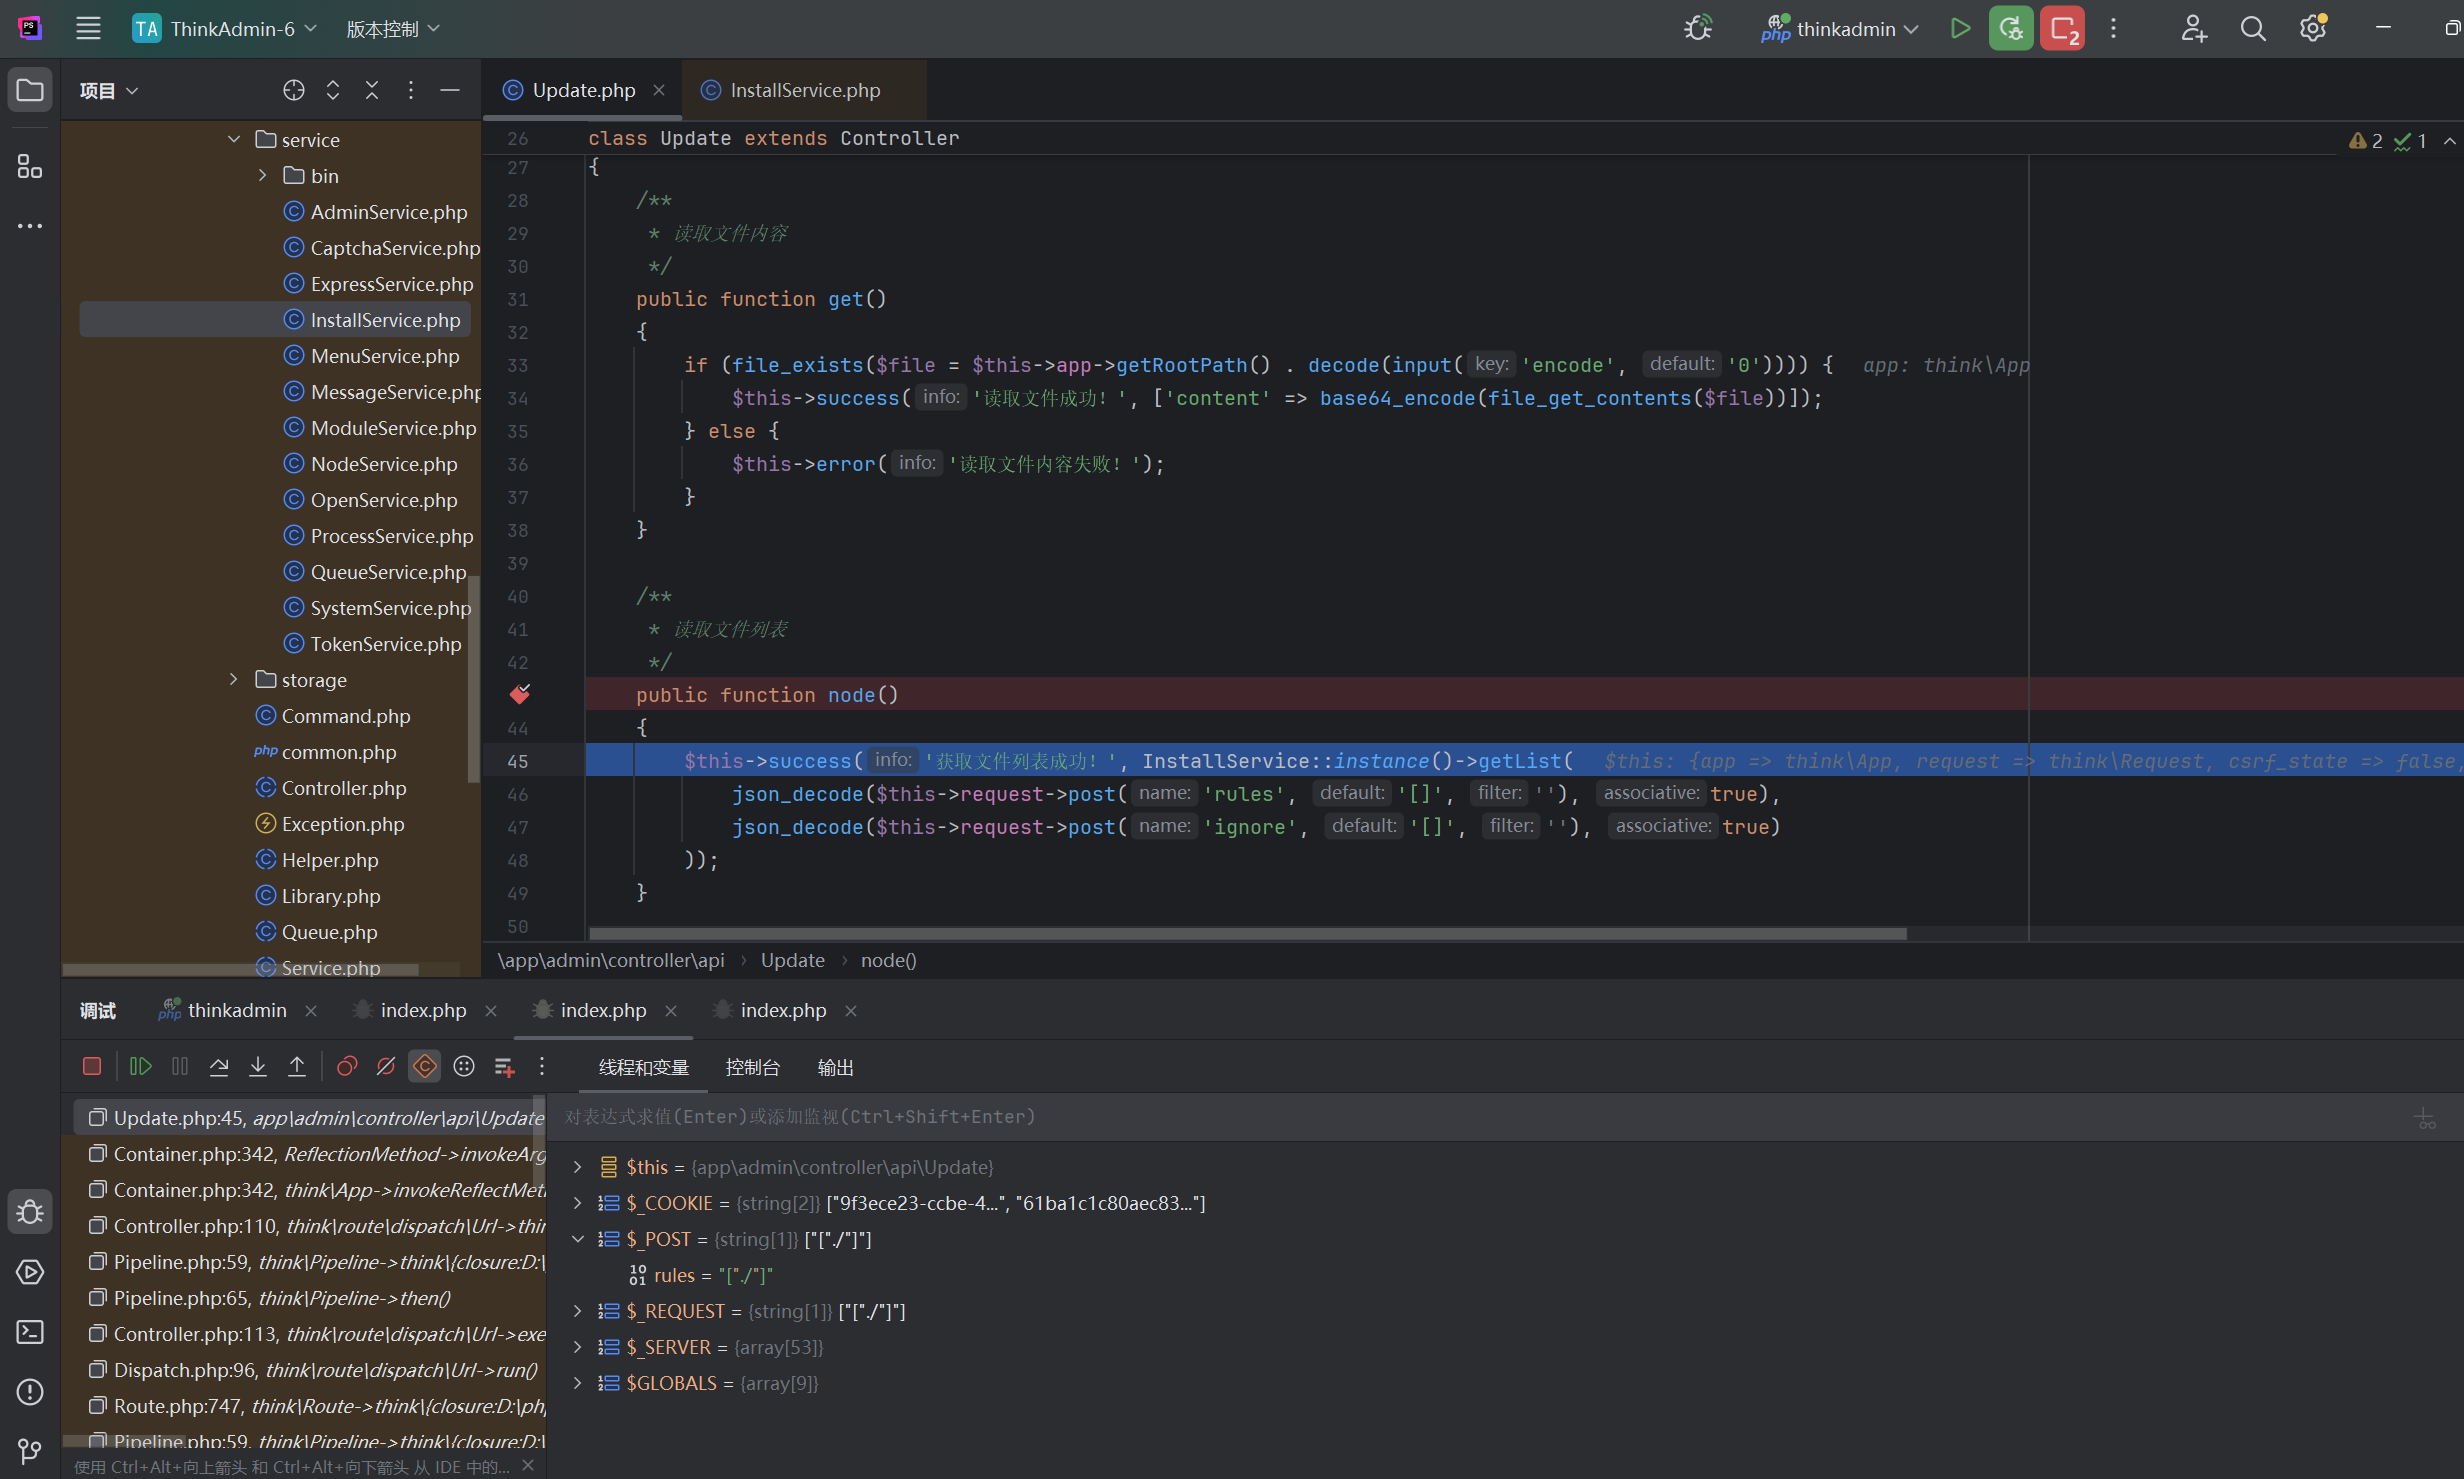 PS
TA ThinkAdmin-6 版本控制
php thinkadmin
2
项目
service
bin
AdminService.php
CaptchaService.php
ExpressService.php
InstallService.php
MenuService.php
MessageService.php
ModuleService.php
NodeService.php
OpenService.php
ProcessService.php
QueueService.php
SystemService.php
TokenService.php
storage
Command.php
php common.php
Controller.php
Exception.php
Helper.php
Library.php
Queue.php
Service.php
Update.php InstallService.php
2 1
26 class Update extends Controller
27 {
28 /**
29 * 读取文件内容
30 */
31 public function get()
32 {
33 if (file_exists($file = $this->app->getRootPath() . decode(input( key: 'encode', default: '0')))) { app: think\App
34 $this->success( info: '读取文件成功！', ['content' => base64_encode(file_get_contents($file))]);
35 } else {
36 $this->error( info: '读取文件内容失败！');
37 }
38 }
39
40 /**
41 * 读取文件列表
42 */
public function node()
44 {
45 $this->success( info: '获取文件列表成功！', InstallService::instance()->getList( $this: {app => think\App, request => think\Request, csrf_state => false,
46 json_decode($this->request->post( name: 'rules', default: '[]', filter: ''), associative: true),
47 json_decode($this->request->post( name: 'ignore', default: '[]', filter: ''), associative: true)
48 ));
49 }
50
\app\admin\controller\api › Update › node()
调试 php thinkadmin index.php index.php index.php
线程和变量 控制台 输出
Update.php:45, app\admin\controller\api\Update
Container.php:342, ReflectionMethod->invokeArg
Container.php:342, think\App->invokeReflectMeth
Controller.php:110, think\route\dispatch\Url->thin
Pipeline.php:59, think\Pipeline->think\{closure:D:\
Pipeline.php:65, think\Pipeline->then()
Controller.php:113, think\route\dispatch\Url->exe
Dispatch.php:96, think\route\dispatch\Url->run()
Route.php:747, think\Route->think\{closure:D:\php
Pipeline.php:59, think\Pipeline->think\{closure:D:\
使用 Ctrl+Alt+向上箭头 和 Ctrl+Alt+向下箭头 从 IDE 中的...
对表达式求值(Enter)或添加监视(Ctrl+Shift+Enter)
$this = {app\admin\controller\api\Update}
$_COOKIE = {string[2]} ["9f3ece23-ccbe-4...", "61ba1c1c80aec83..."]
$_POST = {string[1]} ["["./"]"]
rules = "["./"]"
$_REQUEST = {string[1]} ["["./"]"]
$_SERVER = {array[53]}
$GLOBALS = {array[9]}